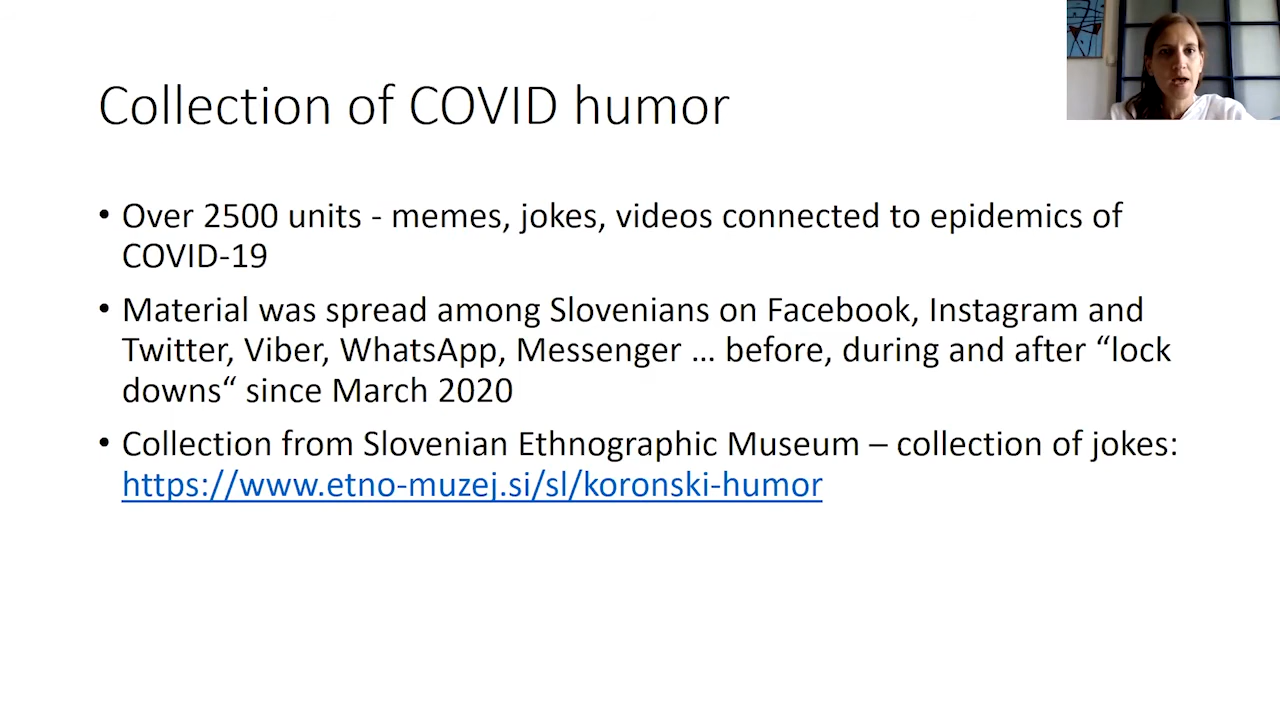 Collection of COVID humor
• Over 2500 units - memes, jokes, videos connected to epidemics of
COVID-19
• Material was spread among Slovenians on Facebook, Instagram and
Twitter, Viber, WhatsApp, Messenger … before, during and after “lock
downs“ since March 2020
• Collection from Slovenian Ethnographic Museum – collection of jokes:
https://www.etno-muzej.si/sl/koronski-humor